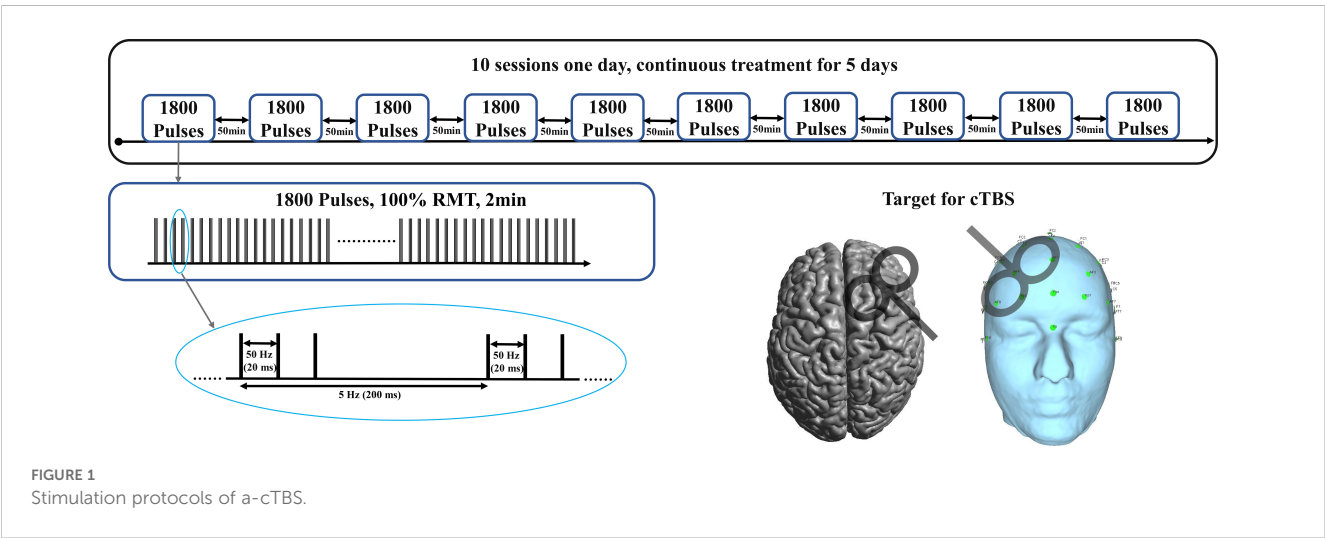 10 sessions one day, continuous treatment for 5 days
1800 Pulses
50min
1800 Pulses
50min
1800 Pulses
50min
1800 Pulses
50min
1800 Pulses
50min
1800 Pulses
50min
1800 Pulses
50min
1800 Pulses
50min
1800 Pulses
50min
1800 Pulses
1800 Pulses, 100% RMT, 2min
50 Hz
(20 ms)
50 Hz
(20 ms)
5 Hz (200 ms)
Target for cTBS
FIGURE 1
Stimulation protocols of a-cTBS.